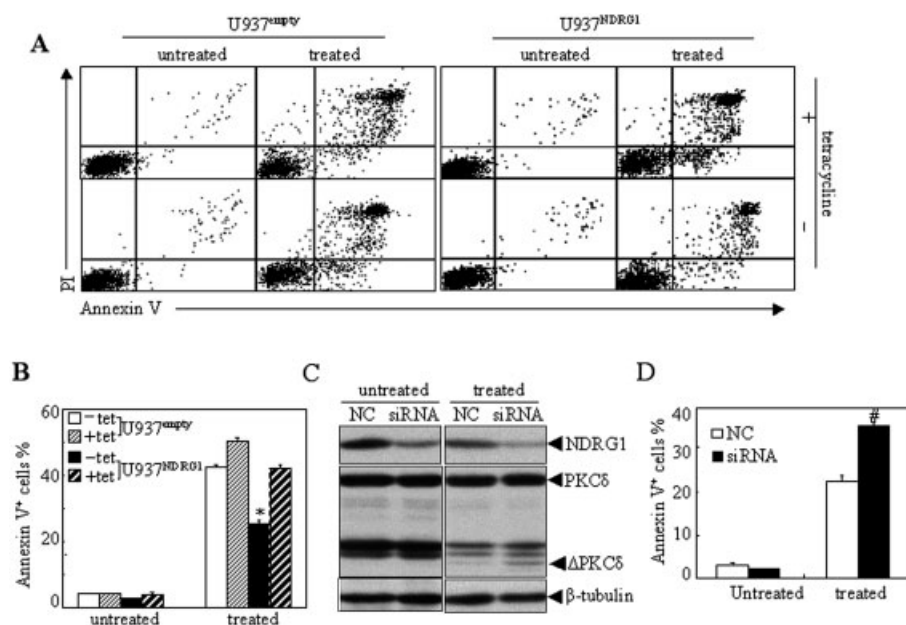 A
U937empty
U937NDRG1
untreated treated untreated treated
PI
+
−
tetracycline
Annexin V
B
Annexin V+ cells %
60
40
20
0
−tet
+tet
U937empty
−tet
+tet
U937NDRG1
*
untreated treated
C
untreated treated
NC siRNA NC siRNA
NDRG1
PKCδ
ΔPKCδ
β-tubulin
D
Annexin V+ cells %
40
30
20
10
0
NC
siRNA
#
Untreated treated